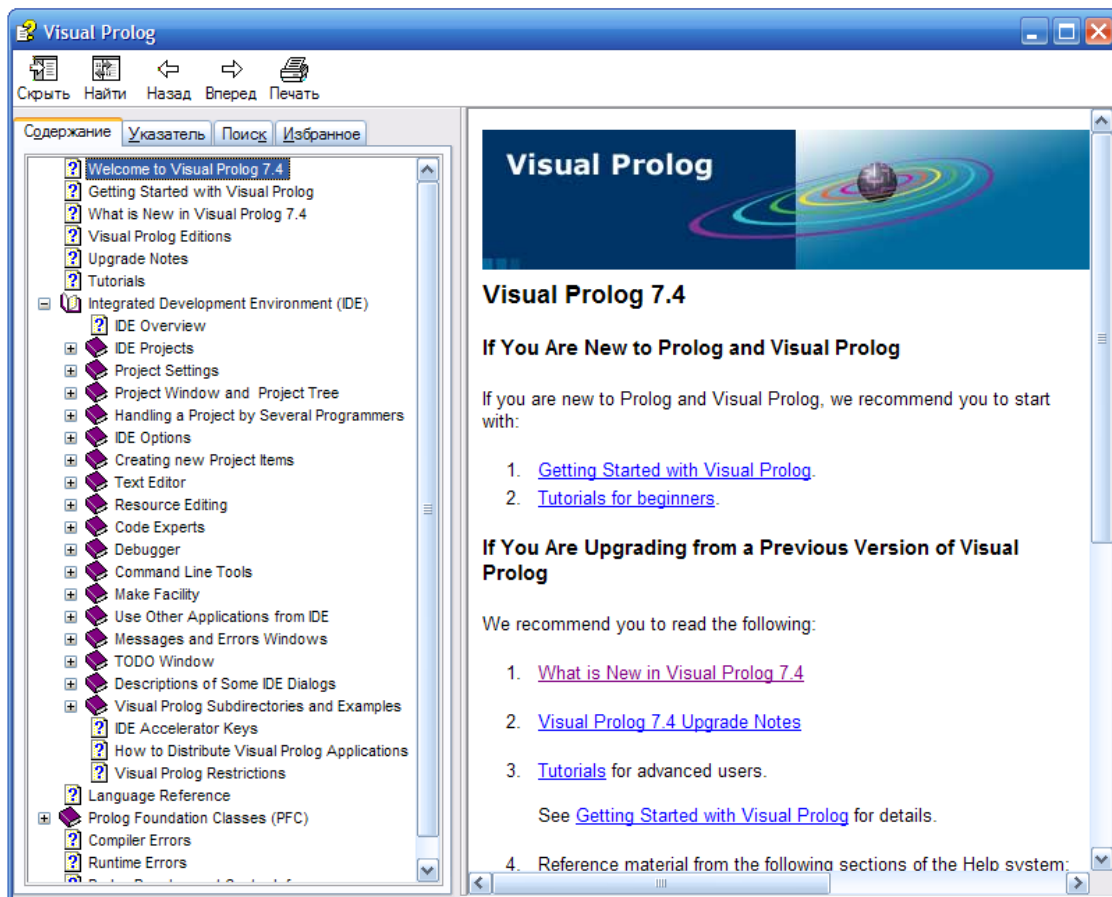 Visual Prolog
Скрыть Найти Назад Вперед Печать
Содержание Указатель Поиск Избранное
Welcome to Visual Prolog 7.4
Getting Started with Visual Prolog
What is New in Visual Prolog 7.4
Visual Prolog Editions
Upgrade Notes
Tutorials
Integrated Development Environment (IDE)
IDE Overview
IDE Projects
Project Settings
Project Window and Project Tree
Handling a Project by Several Programmers
IDE Options
Creating new Project Items
Text Editor
Resource Editing
Code Experts
Debugger
Command Line Tools
Make Facility
Use Other Applications from IDE
Messages and Errors Windows
TODO Window
Descriptions of Some IDE Dialogs
Visual Prolog Subdirectories and Examples
IDE Accelerator Keys
How to Distribute Visual Prolog Applications
Visual Prolog Restrictions
Language Reference
Prolog Foundation Classes (PFC)
Compiler Errors
Runtime Errors
Visual Prolog
Visual Prolog 7.4
If You Are New to Prolog and Visual Prolog
If you are new to Prolog and Visual Prolog, we recommend you to start
with:
1. Getting Started with Visual Prolog.
2. Tutorials for beginners.
If You Are Upgrading from a Previous Version of Visual
Prolog
We recommend you to read the following:
1. What is New in Visual Prolog 7.4
2. Visual Prolog 7.4 Upgrade Notes
3. Tutorials for advanced users.
See Getting Started with Visual Prolog for details.
4. Reference material from the following sections of the Help system: